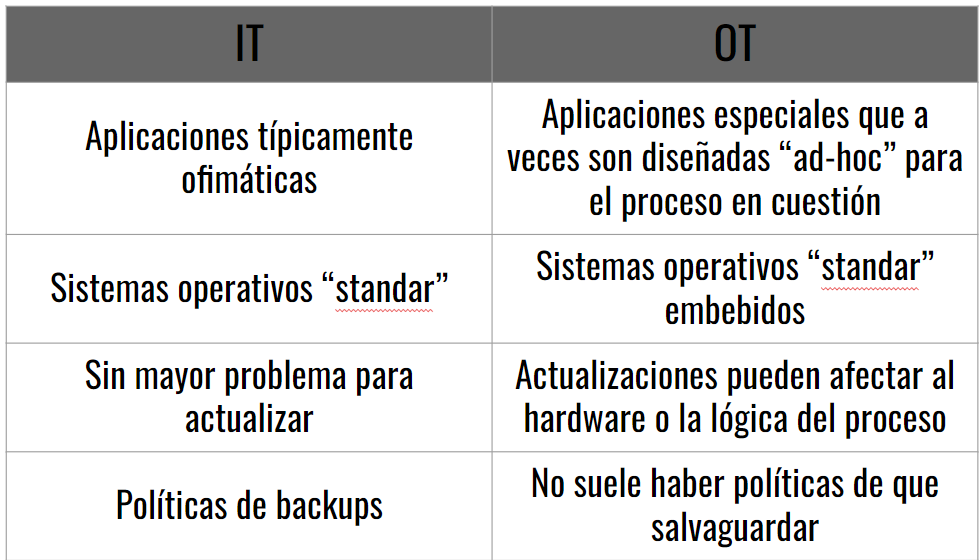 IT
OT
Aplicaciones típicamente
ofimáticas
Aplicaciones especiales que a
veces son diseñadas “ad-hoc” para
el proceso en cuestión
Sistemas operativos “standar”
Sistemas operativos “standar”
embebidos
Sin mayor problema para
actualizar
Actualizaciones pueden afectar al
hardware o la lógica del proceso
Políticas de backups
No suele haber políticas de que
salvaguardar